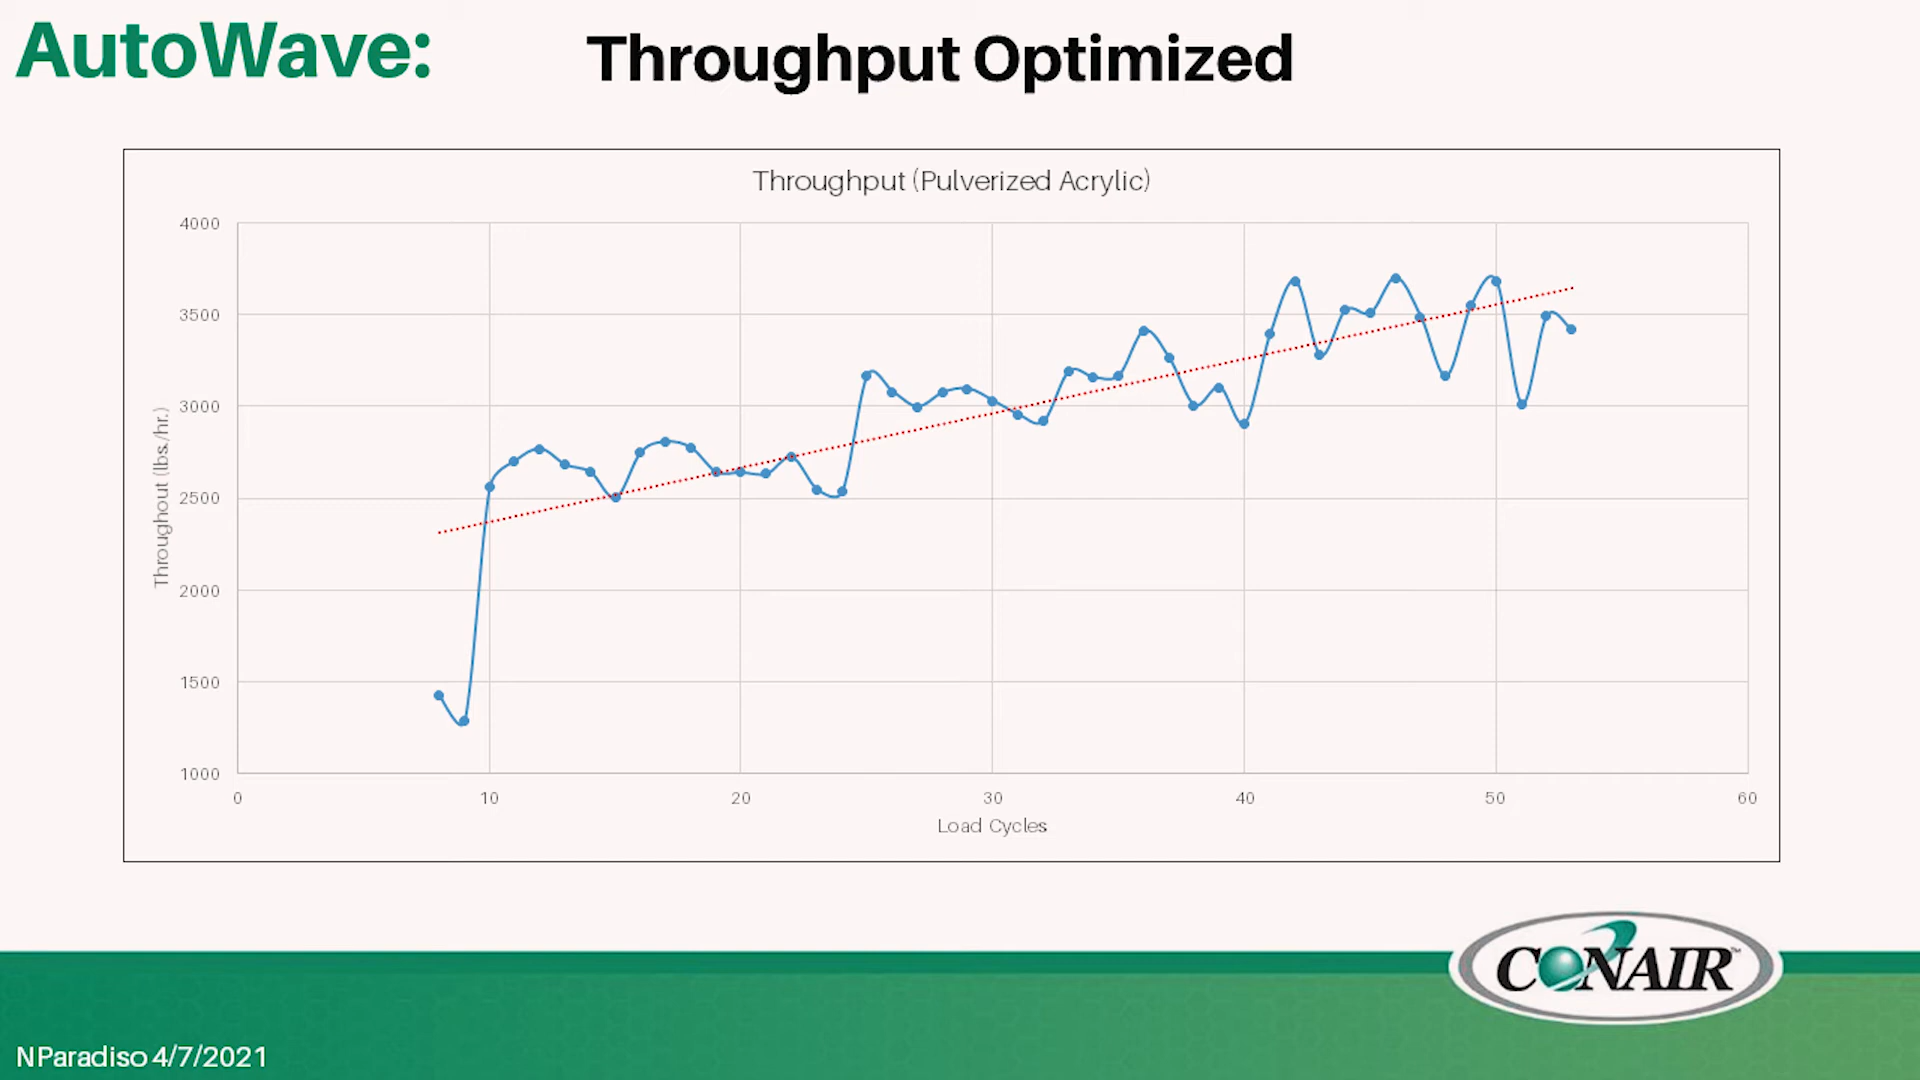 AutoWave:
Throughput Optimized
Throughput (Pulverized Acrylic)
4000
3500
3000
2500
2000
1500
1000
Throughout (lbs./hr.)
0 10 20 30 40 50 60
Load Cycles
CONAIR™
NParadiso 4/7/2021